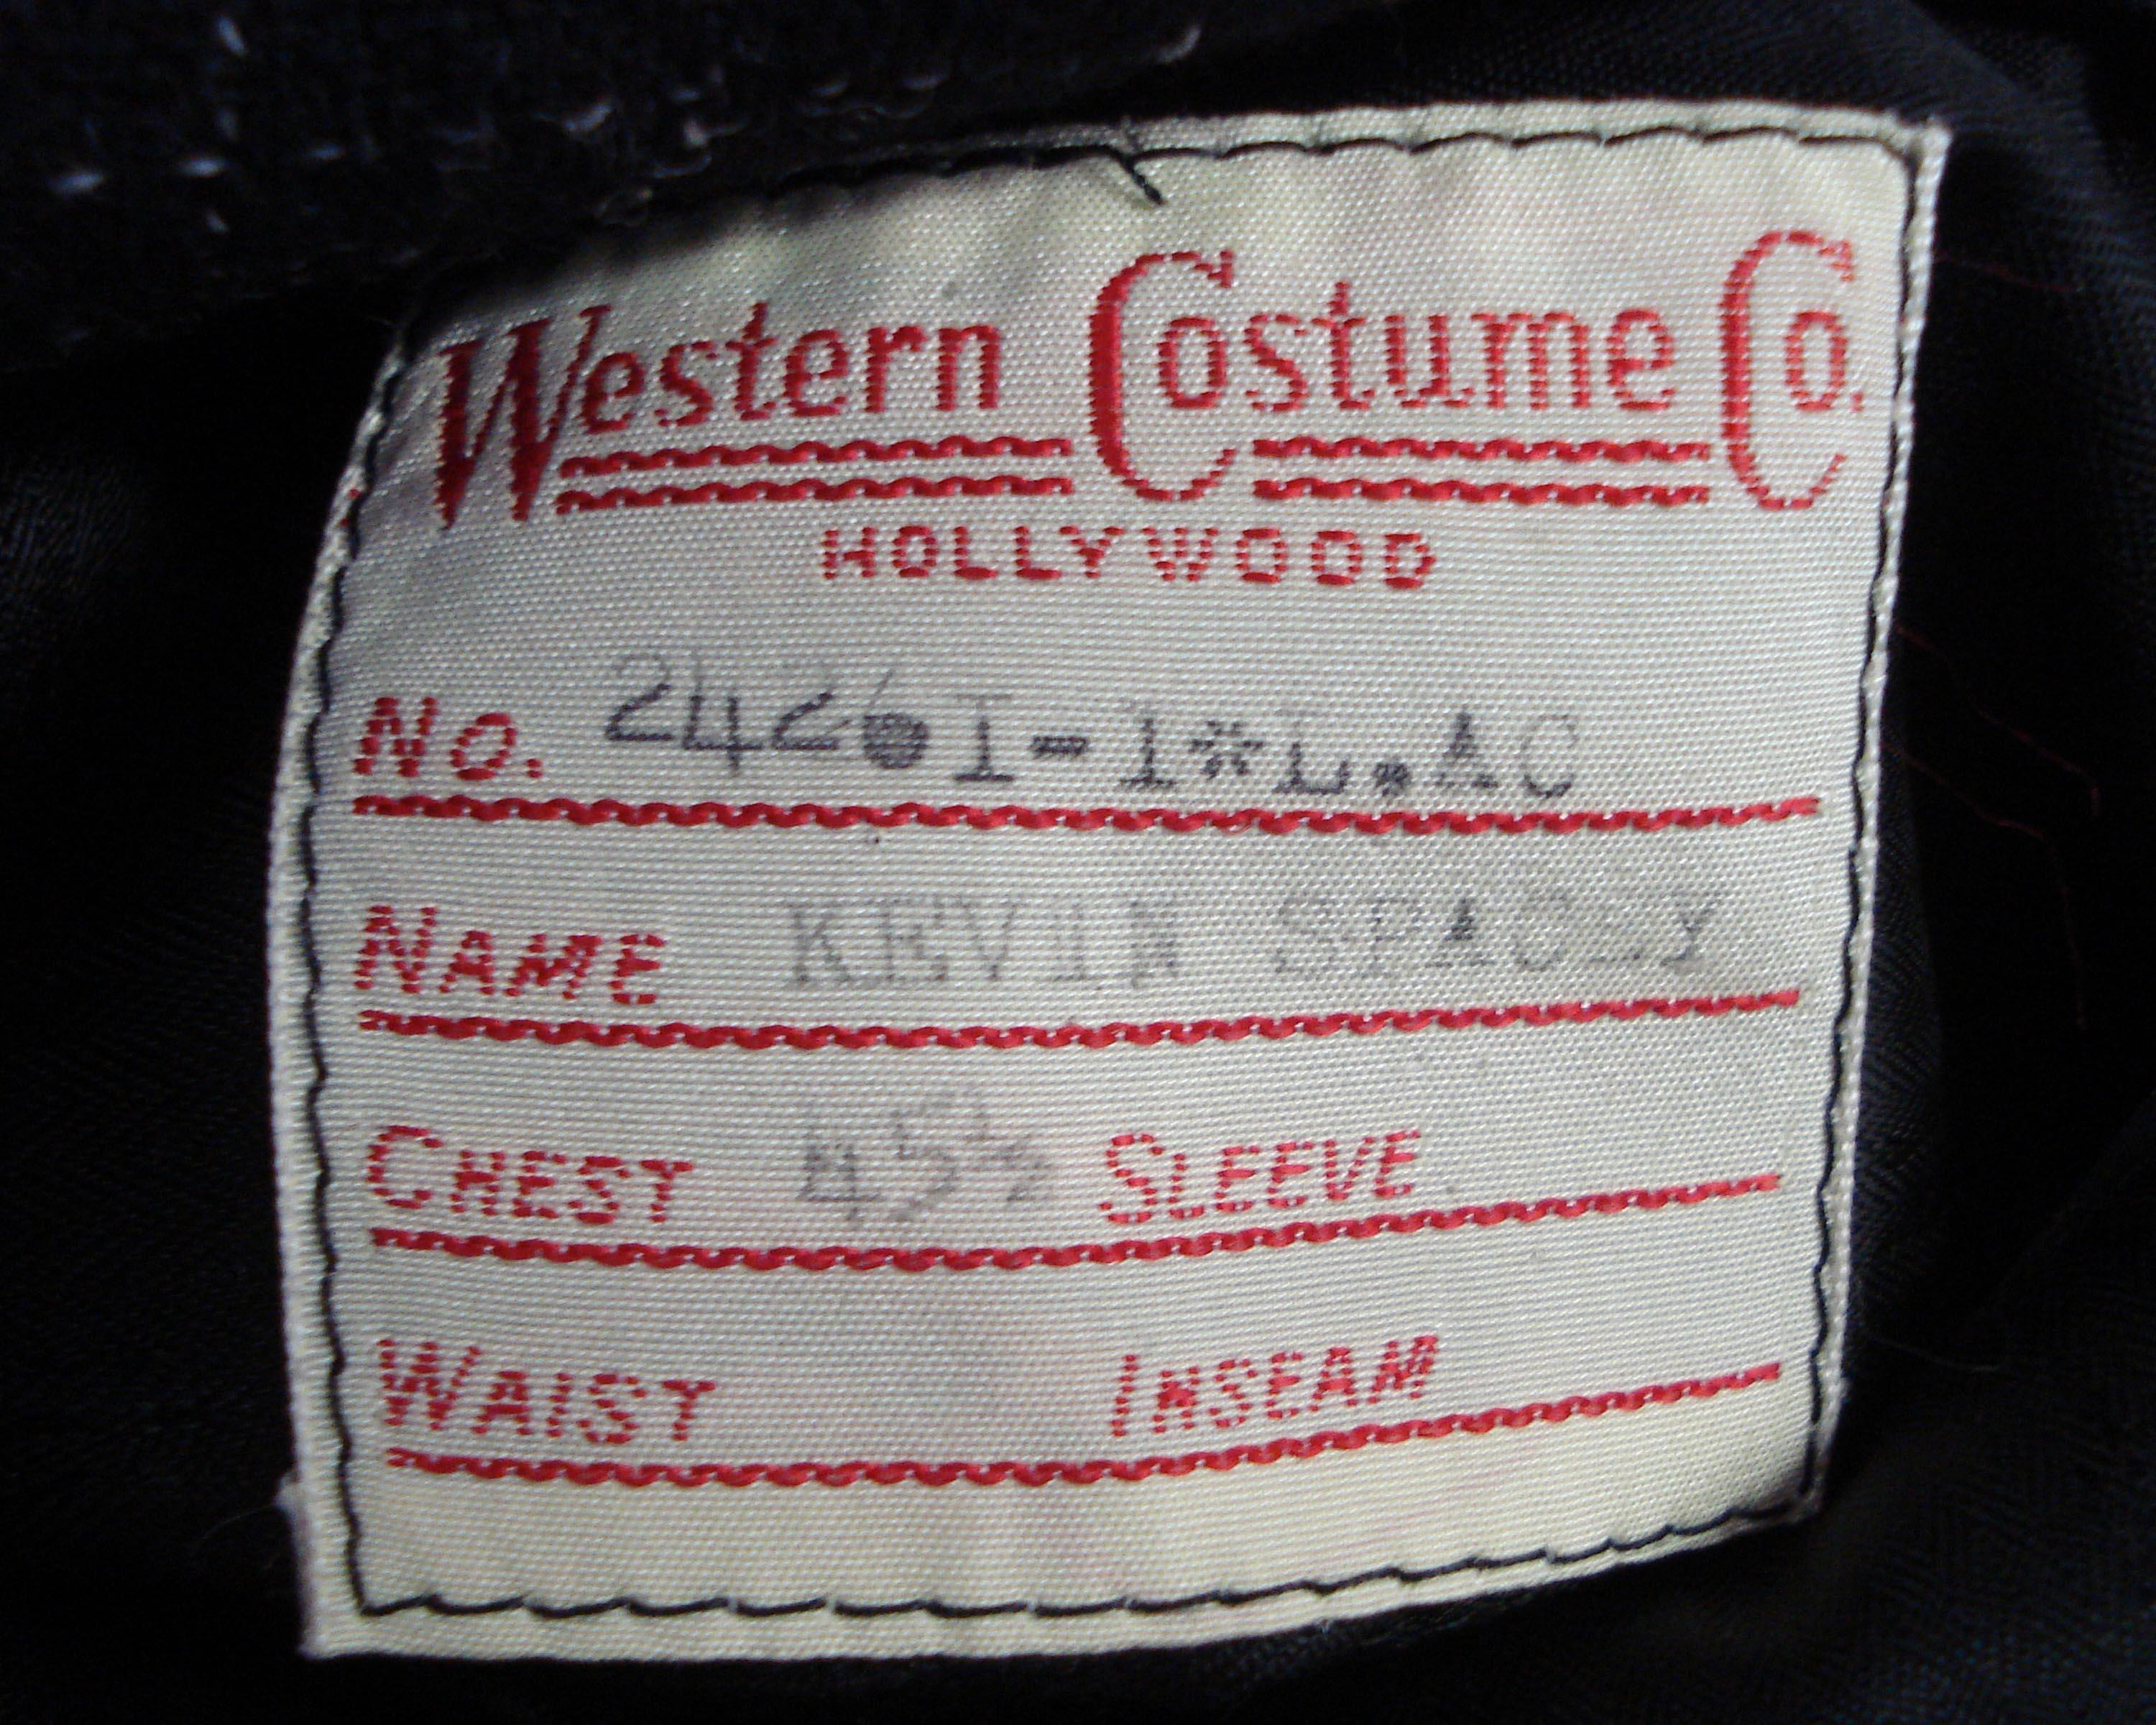 Western Costume Co.
HOLLYWOOD
No. 24261-1*L.AC
NAME KEVIN SPACEY
CHEST 45½ SLEEVE
WAIST INSEAM